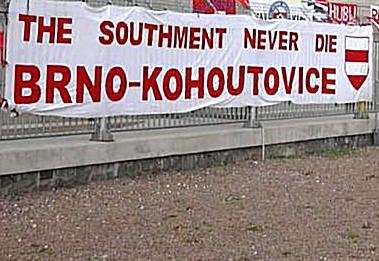 THE SOUTHMENT NEVER DIE
BRNO-KOHOUTOVICE